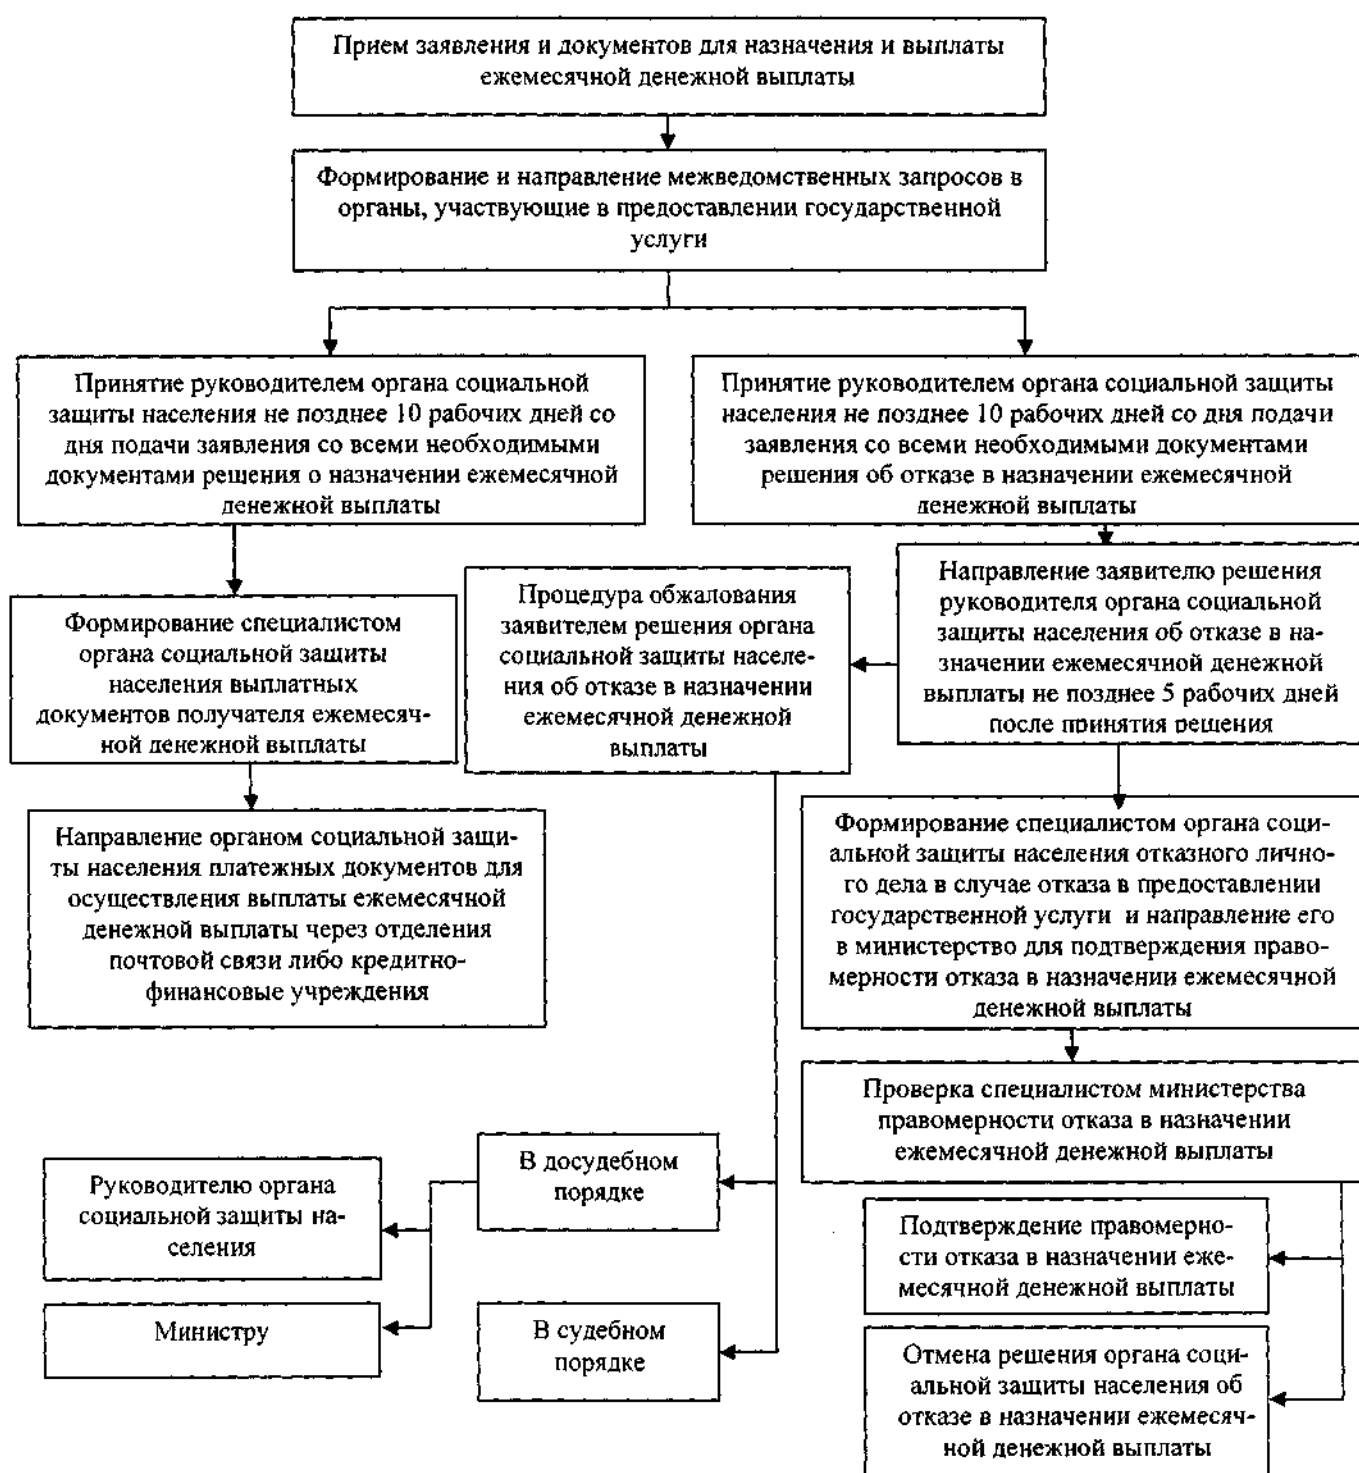 Прием заявления и документов для назначения и выплаты
ежемесячной денежной выплаты
Формирование и направление межведомственных запросов в
органы, участвующие в предоставлении государственной
услуги
Принятие руководителем органа социальной
защиты населения не позднее 10 рабочих дней со
дня подачи заявления со всеми необходимыми
документами решения о назначении ежемесячной
денежной выплаты
Принятие руководителем органа социальной защиты
населения не позднее 10 рабочих дней со дня подачи
заявления со всеми необходимыми документами
решения об отказе в назначении ежемесячной
денежной выплаты
Формирование специалистом
органа социальной защиты
населения выплатных
документов получателя ежемесяч-
ной денежной выплаты
Процедура обжалования
заявителем решения органа
социальной защиты населе-
ния об отказе в назначении
ежемесячной денежной
выплаты
Направление заявителю решения
руководителя органа социальной
защиты населения об отказе в на-
значении ежемесячной денежной
выплаты не позднее 5 рабочих дней
после принятия решения
Направление органом социальной защи-
ты населения платежных документов для
осуществления выплаты ежемесячной
денежной выплаты через отделения
почтовой связи либо кредитно-
финансовые учреждения
Формирование специалистом органа соци-
альной защиты населения отказного лично-
го дела в случае отказа в предоставлении
государственной услуги и направление его
в министерство для подтверждения право-
мерности отказа в назначении ежемесячной
денежной выплаты
Проверка специалистом министерства
правомерности отказа в назначении
ежемесячной денежной выплаты
В досудебном
порядке
Руководителю органа
социальной защиты на-
селения
Министру
В судебном
порядке
Подтверждение правомерно-
сти отказа в назначении еже-
месячной денежной выплаты
Отмена решения органа соци-
альной защиты населения об
отказе в назначении ежемесяч-
ной денежной выплаты